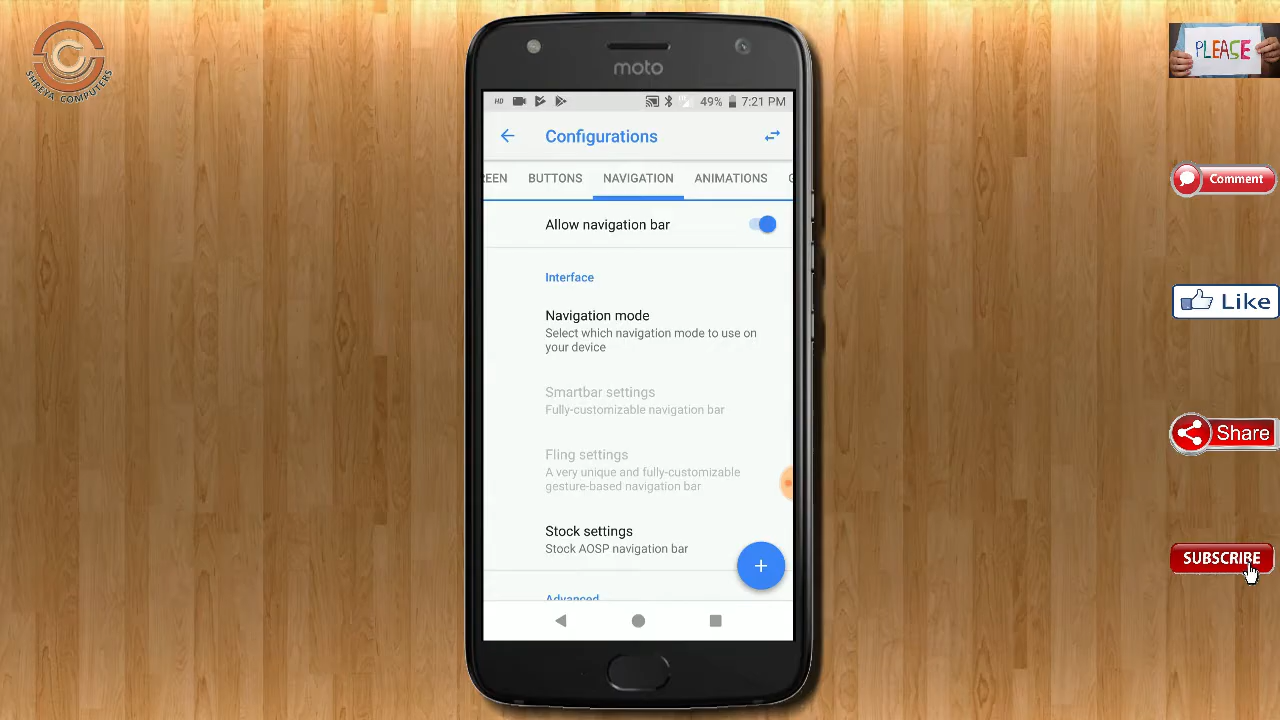 SHREYA COMPUTERS
PLEASE
moto
HD
49% 7:21 PM
Configurations
EEN BUTTONS NAVIGATION ANIMATIONS
Allow navigation bar
Interface
Navigation mode
Select which navigation mode to use on
your device
Smartbar settings
Fully-customizable navigation bar
Fling settings
A very unique and fully-customizable
gesture-based navigation bar
Stock settings
Stock AOSP navigation bar
Advanced
Comment
Like
Share
SUBSCRIBE